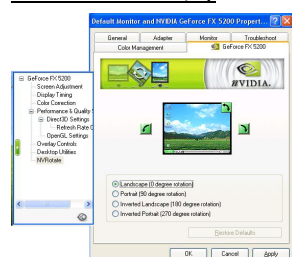 Default Monitor and NVIDIA GeForce FX 5200 Propert...
General
Adapter
Monitor
Troubleshoot
Color Management
GeForce FX 5200
NVIDIA.
GeForce FX 5200
Screen Adjustment
Display Timing
Color Correction
Performance & Quality S
Direct3D Settings
Refresh Rate O
OpenGL Settings
Overlay Controls
Desktop Utilities
NVRotate
Landscape (0 degree rotation)
Portrait (90 degree rotation)
Inverted Landscape (180 degree rotation)
Inverted Portrait (270 degree rotation)
Restore Defaults
OK
Cancel
Apply